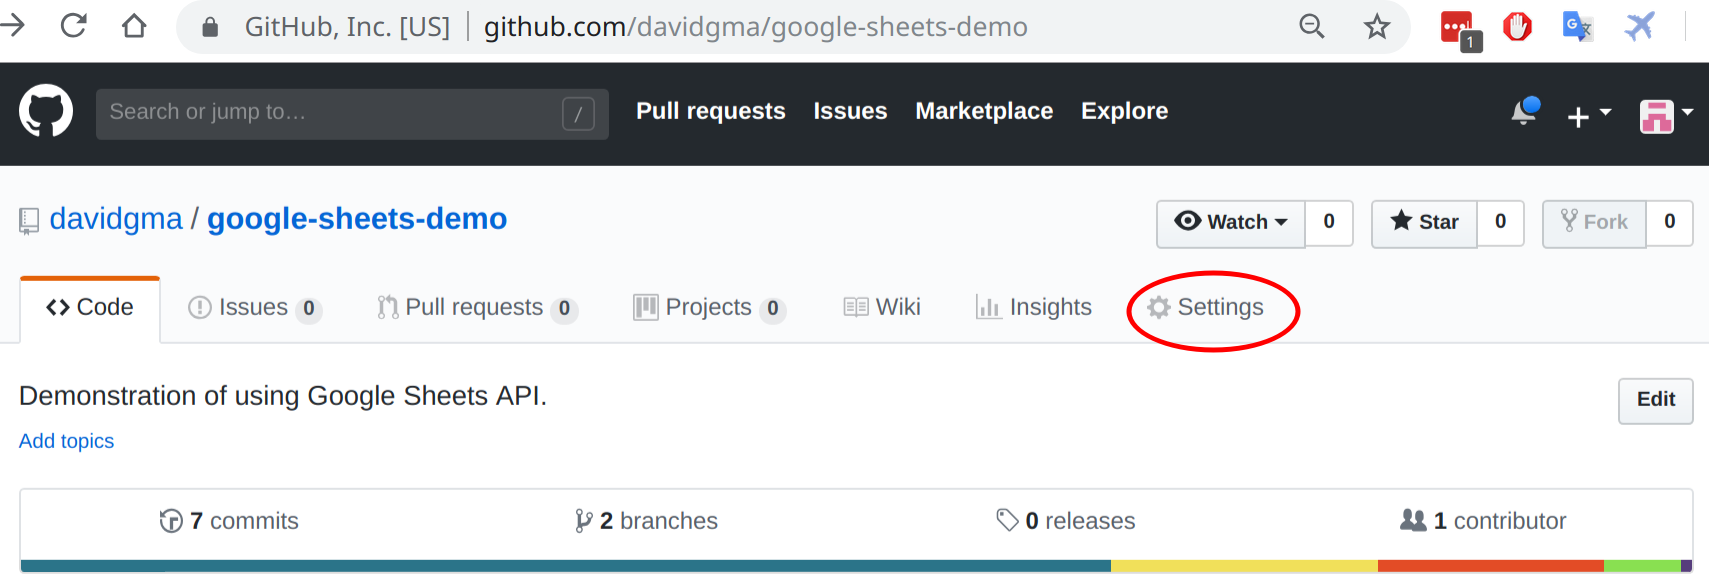 GitHub, Inc. [US] github.com/davidgma/google-sheets-demo
1
Search or jump to… / Pull requests Issues Marketplace Explore
davidgma / google-sheets-demo Watch 0 Star 0 Fork 0
Code Issues 0 Pull requests 0 Projects 0 Wiki Insights Settings
Demonstration of using Google Sheets API. Edit
Add topics
7 commits 2 branches 0 releases 1 contributor